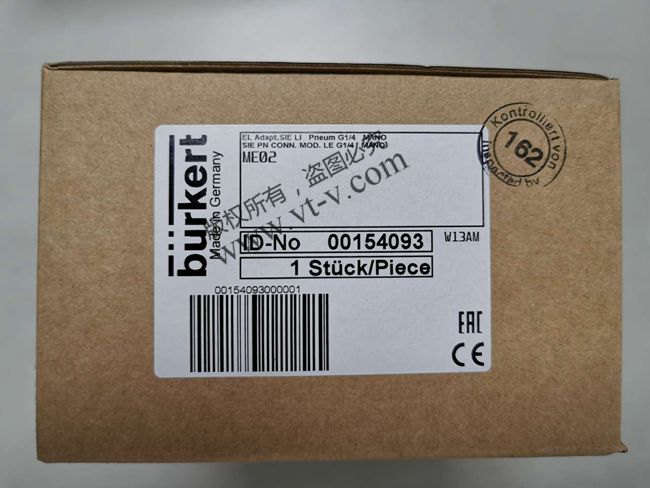 bürkert
Made in Germany
El. Adapt.SIE LI Pneum G1/4 MANO
SIE PN CONN. MOD. LE G1/4 MANO
ME02
版权所有，盗图必究
www.vt-v.com
ID-No 00154093
W13AM
1 Stück/Piece
00154093000001
EAC
CE
Kontrolliert von
162
Inspected by